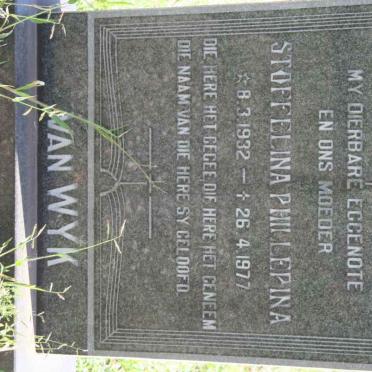 MY DIERBARE EGGENOTE
EN ONS MOEDER
STOFFELINA PHILLEPINA
☆ 8.3.1932 — ✝ 26.4.1977
DIE HERE HET GEGEE DIE HERE HET GENEEM
DIE NAAM VAN DIE HERE SY GELOOFD
VAN WYK